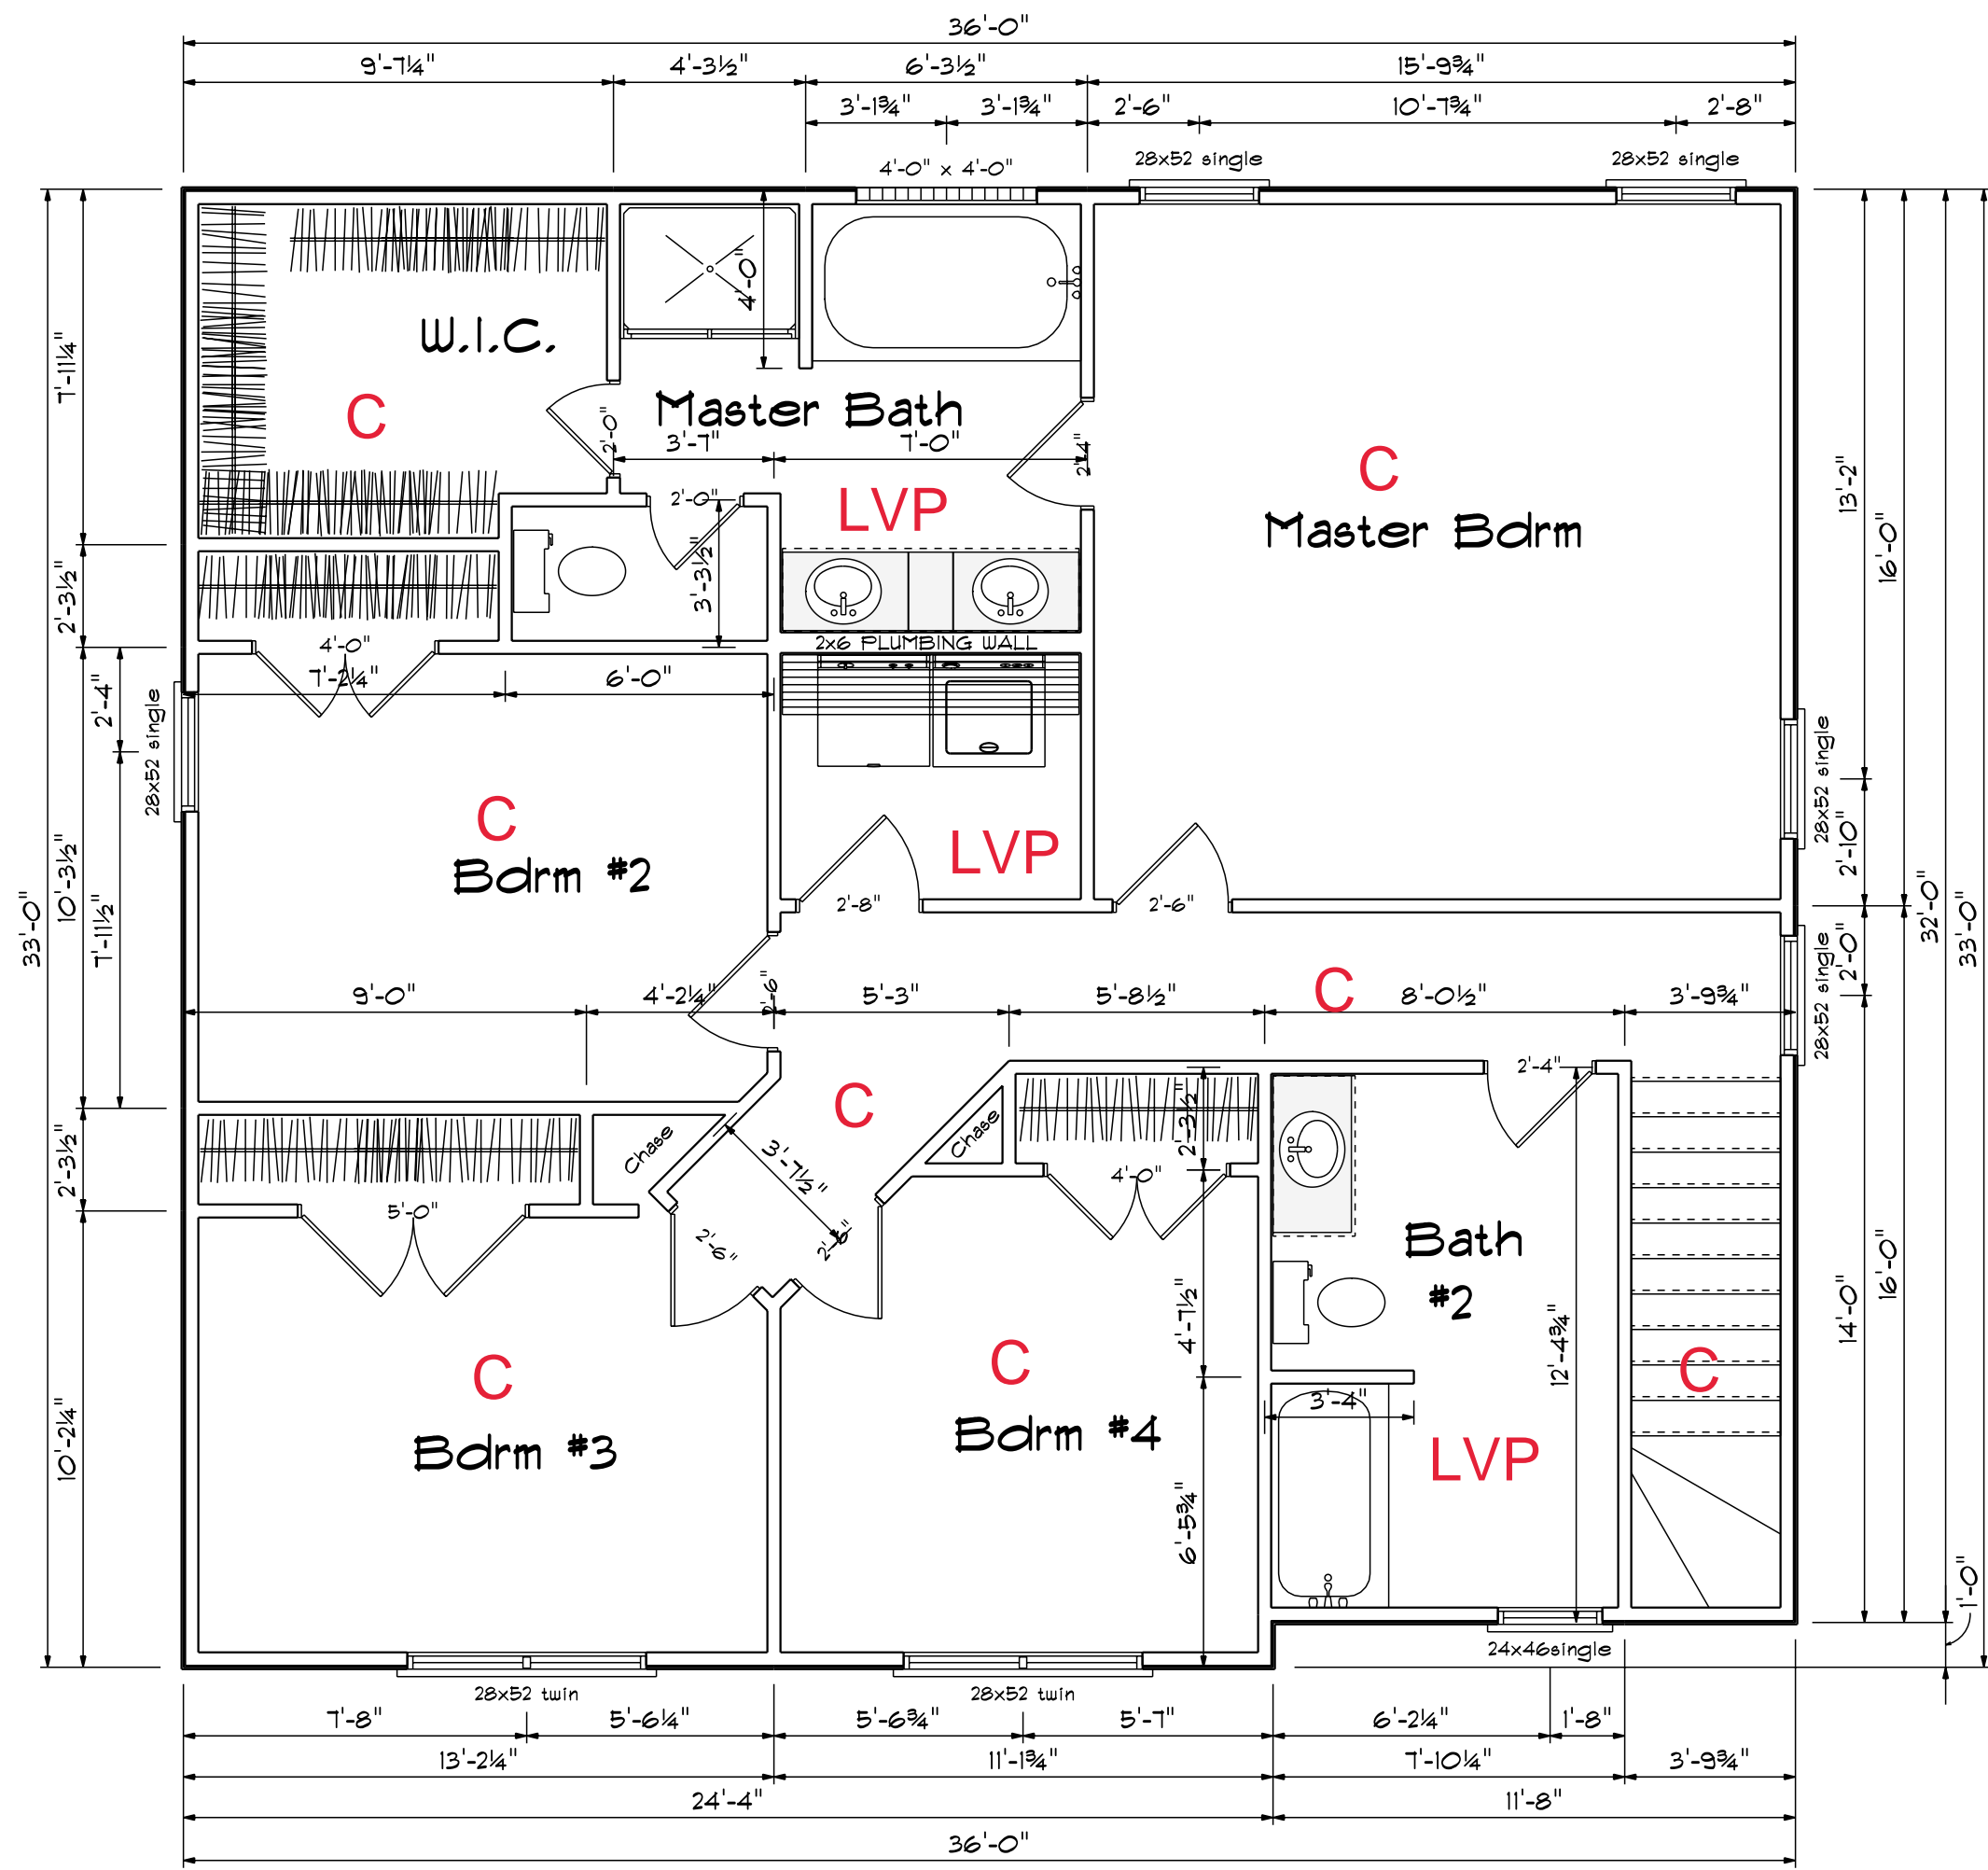 36'-0"
9'-7¼" 4'-3½" 6'-3½" 15'-9¾"
3'-1¾" 3'-1¾" 2'-6" 10'-7¾" 2'-8"
4'-0" x 4'-0" 28x52 single 28x52 single
4'-0"
W.I.C.
7'-11¼"
C
Master Bath
2'-0"
3'-7" 7'-0"
2'-4"
C
13'-2"
2'-0"
LVP
Master Bdrm
16'-0"
3'-3½"
2'-3½"
4'-0"
2x6 PLUMBING WALL
7'-2¼" 6'-0"
2'-4"
28x52 single
28x52 single
C
LVP
2'-10"
Bdrm #2
10'-3½"
7'-11½"
33'-0"
2'-8" 2'-6"
32'-0"
33'-0"
2'-0"
28x52 single
2'-6"
C
9'-0" 4'-2¼" 5'-3" 5'-8½" 8'-0½" 3'-9¾"
2'-4"
C
2'-3½"
Chase
Chase
3'-7½"
2'-3½"
4'-0"
5'-0"
2'-6"
2'-6"
Bath
#2
4'-7½"
12'-4¾"
14'-0"
16'-0"
C
C
C
3'-4"
Bdrm #3
Bdrm #4
LVP
10'-2¼"
6'-5¾"
1'-0"
24x46single
28x52 twin 28x52 twin
7'-8" 5'-6¼" 5'-6¾" 5'-7" 6'-2¼" 1'-8"
13'-2¼" 11'-1¾" 7'-10¼" 3'-9¾"
24'-4" 11'-8"
36'-0"